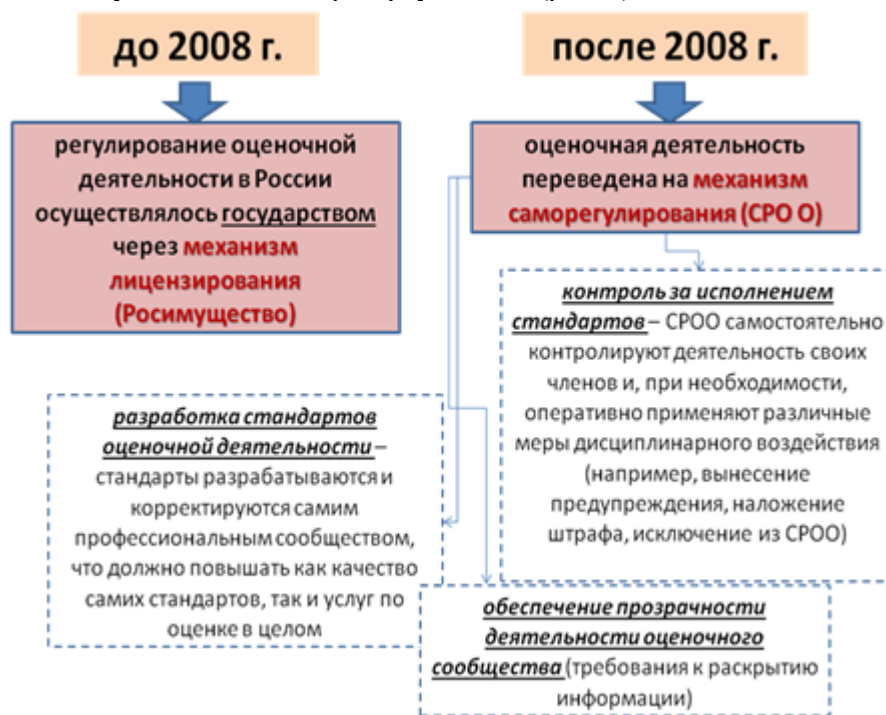 до 2008 г.
регулирование оценочной
деятельности в России
осуществлялось государством
через механизм
лицензирования
(Росимущество)
после 2008 г.
оценочная деятельность
переведена на механизм
саморегулирования (СРО О)
контроль за исполнением
стандартов – СРОО самостоятельно
контролируют деятельность своих
членов и, при необходимости,
оперативно применяют различные
меры дисциплинарного воздействия
(например, вынесение
предупреждения, наложение
штрафа, исключение из СРОО)
разработка стандартов
оценочной деятельности –
стандарты разрабатываются и
корректируются самим
профессиональным сообществом,
что должно повышать как качество
самих стандартов, так и услуг по
оценке в целом
обеспечение прозрачности
деятельности оценочного
сообщества (требования к раскрытию
информации)